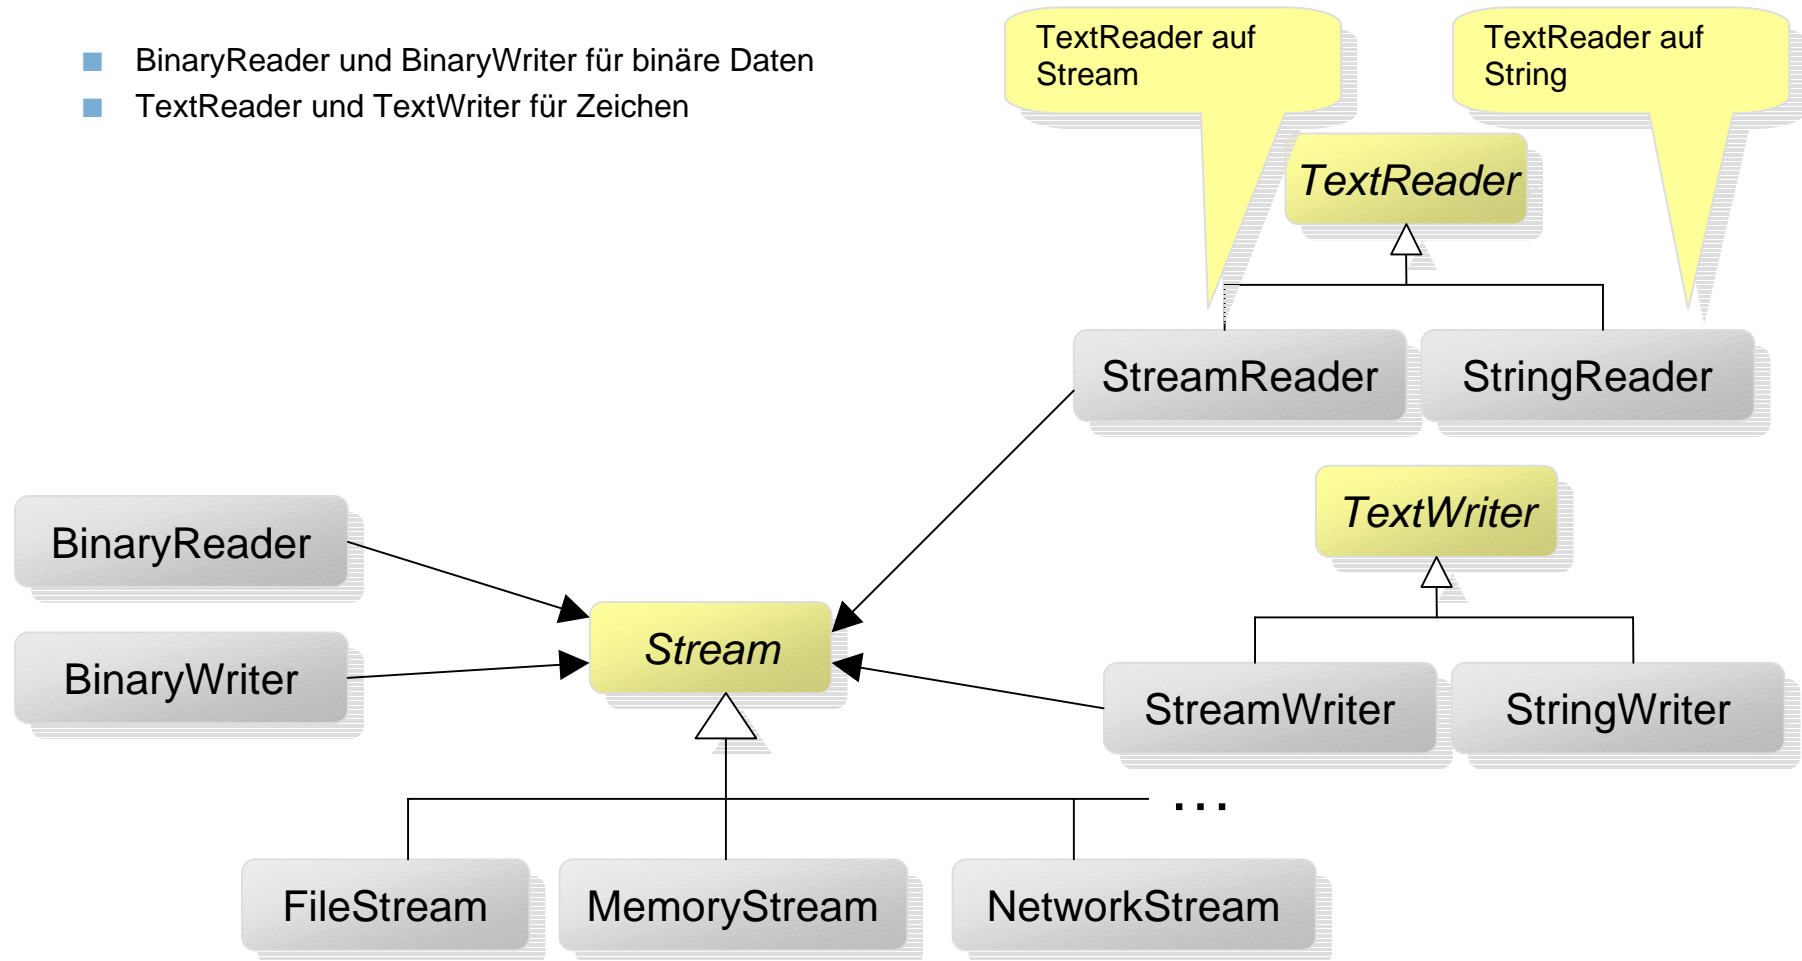 BinaryReader und BinaryWriter für binäre Daten
TextReader und TextWriter für Zeichen
TextReader auf
Stream
TextReader auf
String
TextReader
StreamReader
StringReader
TextWriter
BinaryReader
BinaryWriter
Stream
StreamWriter
StringWriter
...
FileStream
MemoryStream
NetworkStream